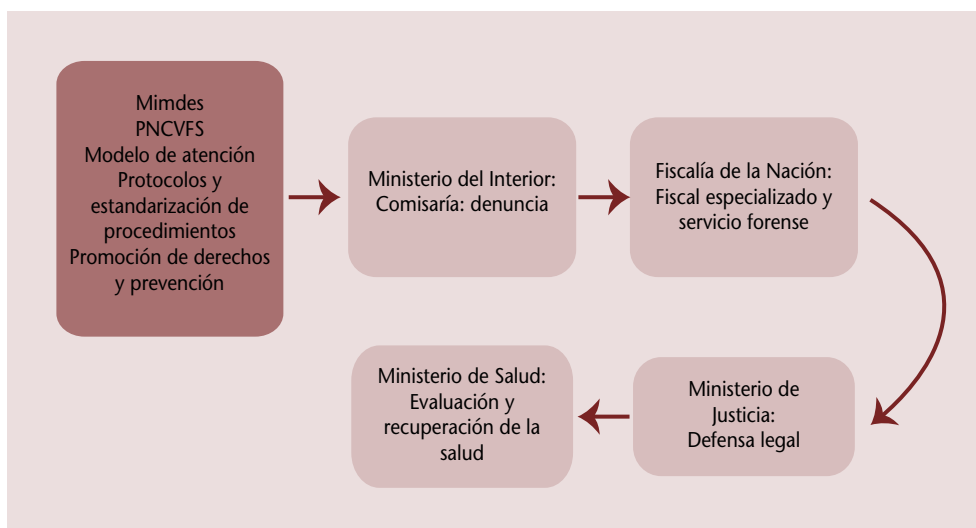 Mimdes
PNCVFS
Modelo de atención
Protocolos y
estandarización de
procedimientos
Promoción de derechos
y prevención
Ministerio del Interior:
Comisaría: denuncia
Fiscalía de la Nación:
Fiscal especializado y
servicio forense
Ministerio de
Justicia:
Defensa legal
Ministerio de Salud:
Evaluación y
recuperación de la
salud